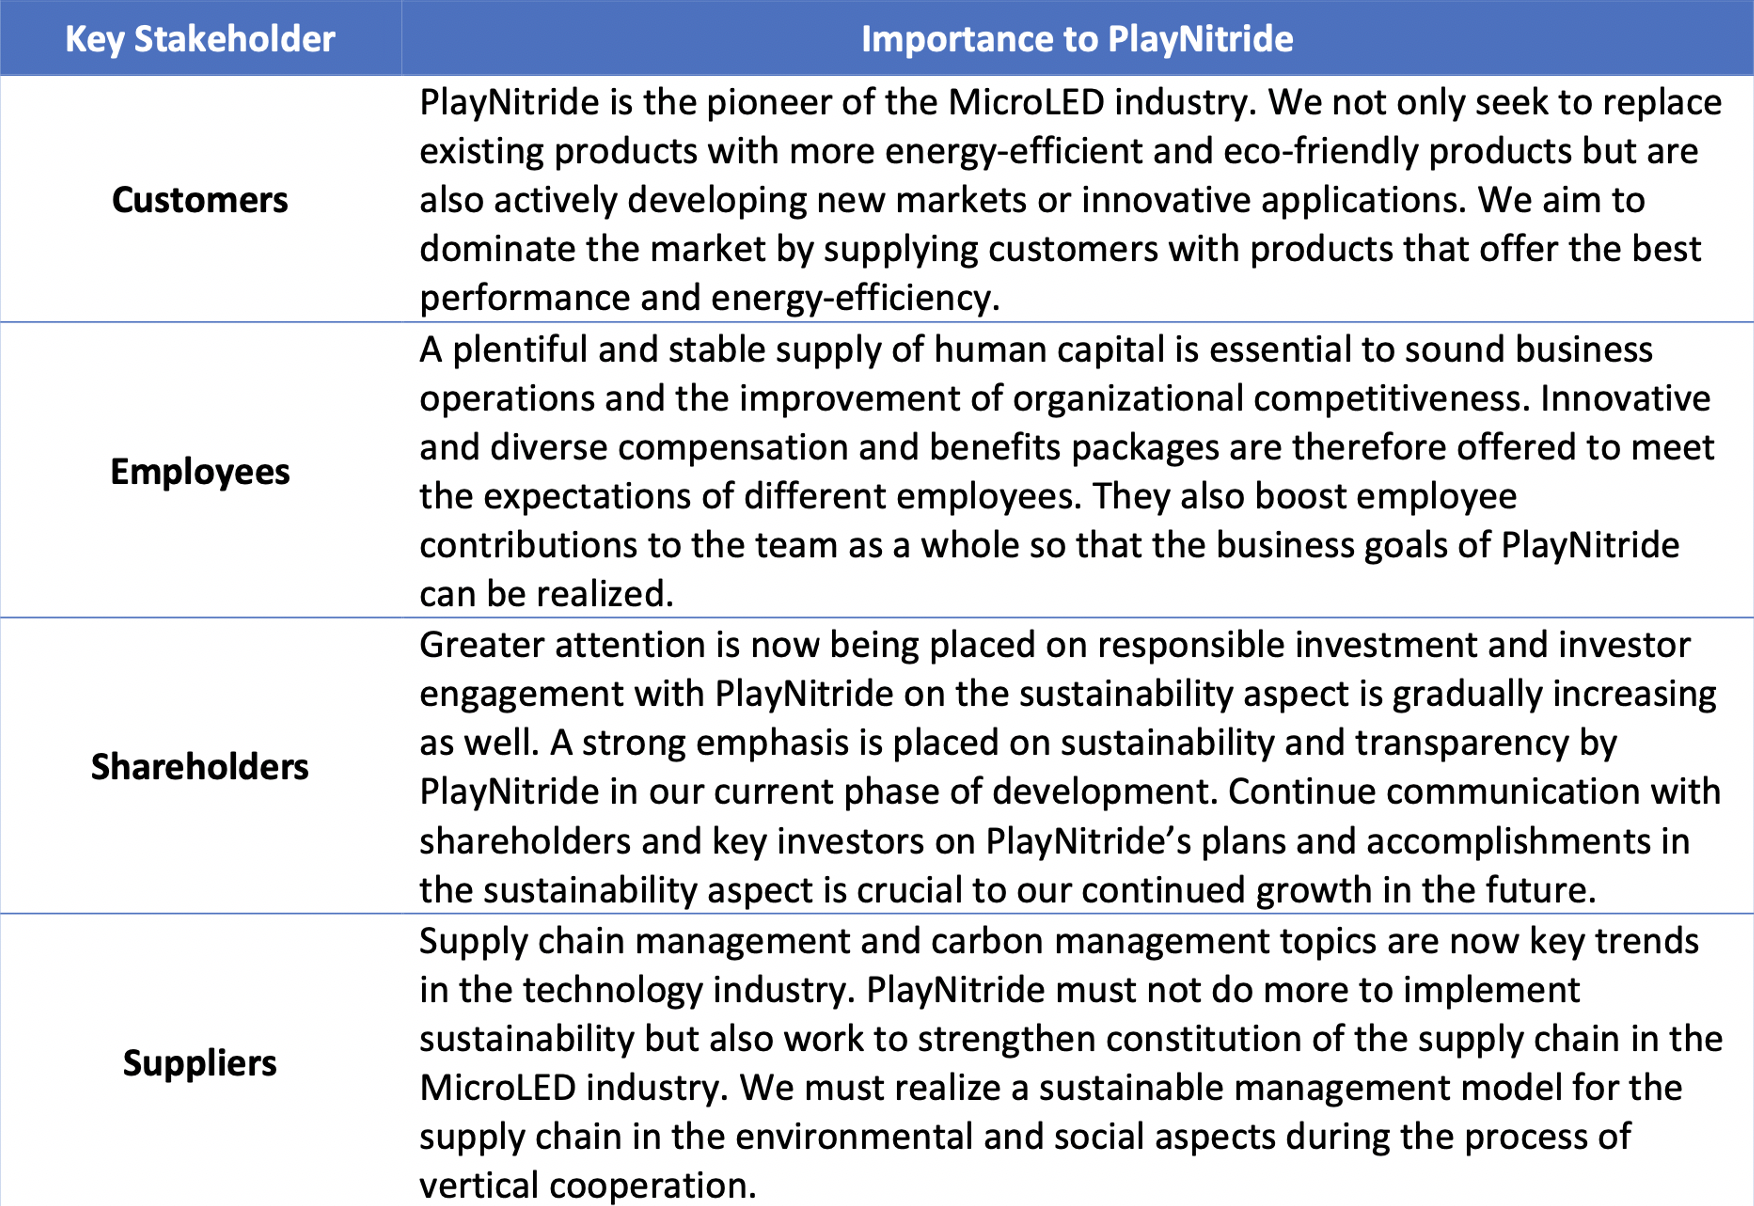 Key Stakeholder
Importance to PlayNitride
Customers
PlayNitride is the pioneer of the MicroLED industry. We not only seek to replace
existing products with more energy-efficient and eco-friendly products but are
also actively developing new markets or innovative applications. We aim to
dominate the market by supplying customers with products that offer the best
performance and energy-efficiency.
Employees
A plentiful and stable supply of human capital is essential to sound business
operations and the improvement of organizational competitiveness. Innovative
and diverse compensation and benefits packages are therefore offered to meet
the expectations of different employees. They also boost employee
contributions to the team as a whole so that the business goals of PlayNitride
can be realized.
Shareholders
Greater attention is now being placed on responsible investment and investor
engagement with PlayNitride on the sustainability aspect is gradually increasing
as well. A strong emphasis is placed on sustainability and transparency by
PlayNitride in our current phase of development. Continue communication with
shareholders and key investors on PlayNitride’s plans and accomplishments in
the sustainability aspect is crucial to our continued growth in the future.
Suppliers
Supply chain management and carbon management topics are now key trends
in the technology industry. PlayNitride must not do more to implement
sustainability but also work to strengthen constitution of the supply chain in the
MicroLED industry. We must realize a sustainable management model for the
supply chain in the environmental and social aspects during the process of
vertical cooperation.